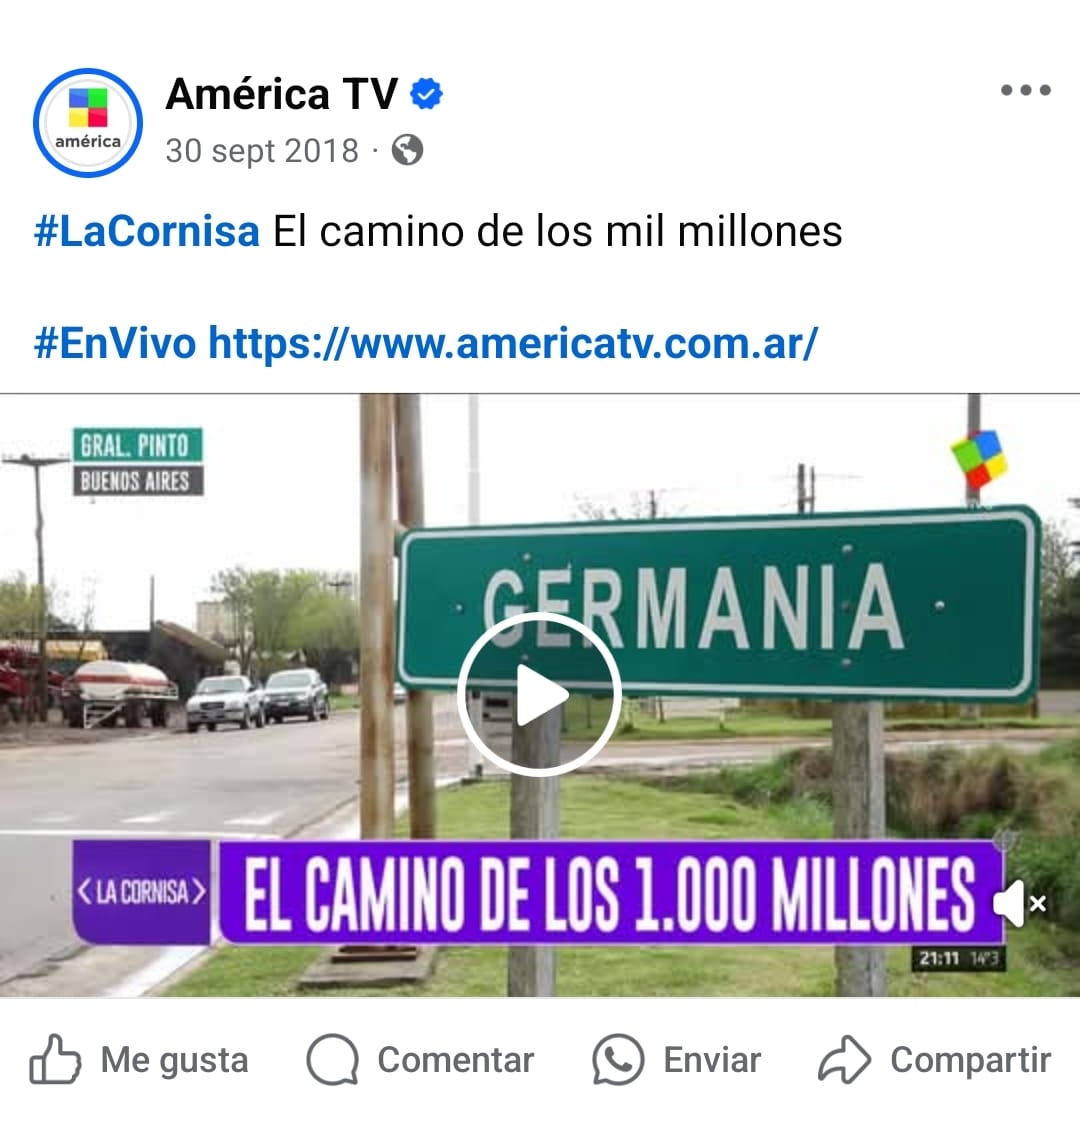 América TV
américa
30 sept 2018 ·
#LaCornisa El camino de los mil millones
#EnVivo https://www.americatv.com.ar/
GRAL. PINTO
BUENOS AIRES
GERMANIA
<LA CORNISA>
EL CAMINO DE LOS 1.000 MILLONES
21:11 14°3
Me gusta
Comentar
Enviar
Compartir